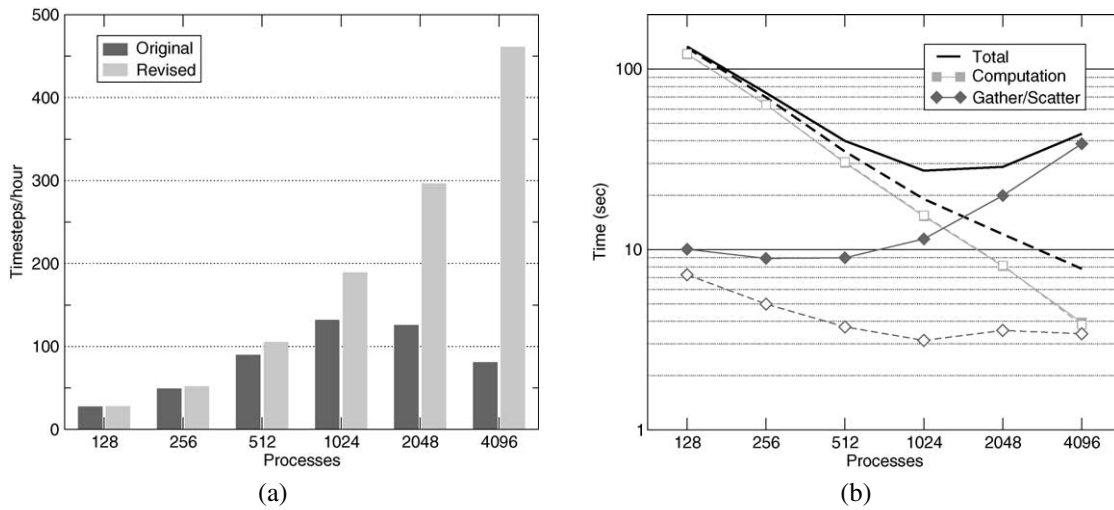 500
400
300
200
100
0
Timesteps/hour
Original
Revised
128 256 512 1024 2048 4096
Processes
(a)
100
10
1
Time (sec)
Total
Computation
Gather/Scatter
128 256 512 1024 2048 4096
Processes
(b)